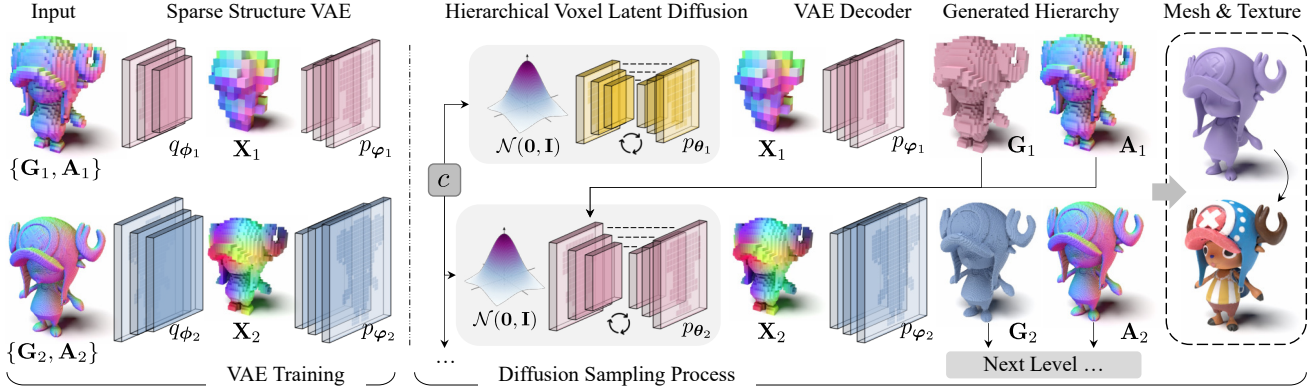 Input
Sparse Structure VAE
Hierarchical Voxel Latent Diffusion
VAE Decoder
Generated Hierarchy
Mesh & Texture
{G₁, A₁}
qϕ₁
X₁
pφ₁
c
𝒩(0, I)
pθ₁
X₁
pφ₁
G₁
A₁
{G₂, A₂}
qϕ₂
X₂
pφ₂
𝒩(0, I)
pθ₂
X₂
pφ₂
G₂
A₂
...
Next Level ...
VAE Training
Diffusion Sampling Process